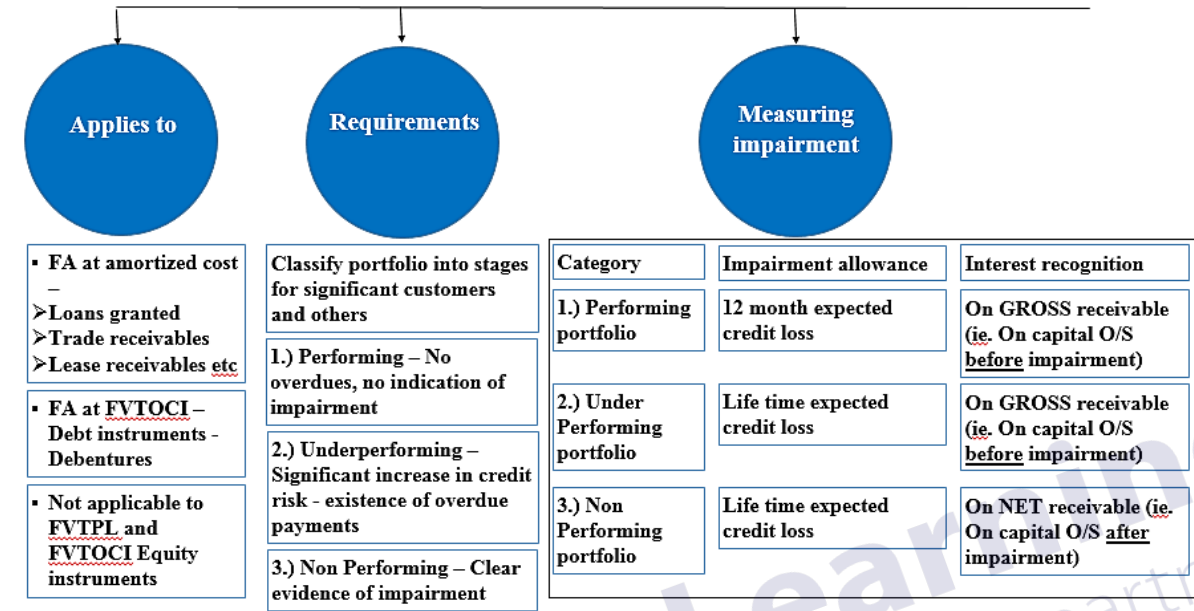 Applies to
Requirements
Measuring
impairment
▪ FA at amortized cost
–
➤Loans granted
➤Trade receivables
➤Lease receivables etc
▪ FA at FVTOCI –
Debt instruments -
Debentures
▪ Not applicable to
FVTPL and
FVTOCI Equity
instruments
Classify portfolio into stages
for significant customers
and others
1.) Performing – No
overdues, no indication of
impairment
2.) Underperforming –
Significant increase in credit
risk - existence of overdue
payments
3.) Non Performing – Clear
evidence of impairment
Category
Impairment allowance
Interest recognition
1.) Performing
portfolio
12 month expected
credit loss
On GROSS receivable
(ie. On capital O/S
before impairment)
2.) Under
Performing
portfolio
Life time expected
credit loss
On GROSS receivable
(ie. On capital O/S
before impairment)
3.) Non
Performing
portfolio
Life time expected
credit loss
On NET receivable (ie.
On capital O/S after
impairment)
Learning